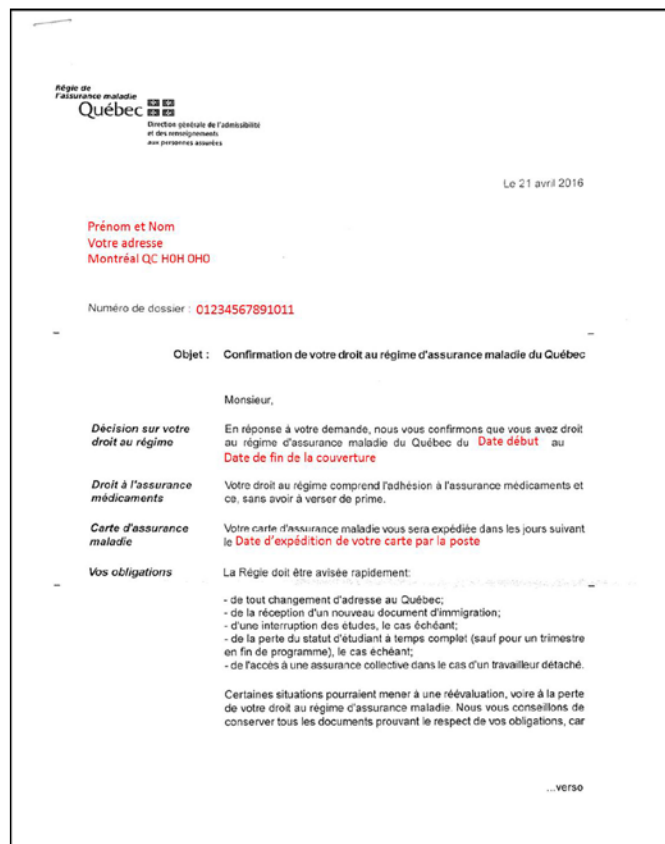 Régie de
l'assurance maladie
Québec
Direction générale de l'admissibilité
et des renseignements
aux personnes assurées
Le 21 avril 2016
Prénom et Nom
Votre adresse
Montréal QC H0H 0H0
Numéro de dossier : 01234567891011
Objet : Confirmation de votre droit au régime d'assurance maladie du Québec
Monsieur,
Décision sur votre
droit au régime
En réponse à votre demande, nous vous confirmons que vous avez droit
au régime d'assurance maladie du Québec du Date début au
Date de fin de la couverture
Droit à l'assurance
médicaments
Votre droit au régime comprend l'adhésion à l'assurance médicaments et
ce, sans avoir à verser de prime.
Carte d'assurance
maladie
Votre carte d'assurance maladie vous sera expédiée dans les jours suivant
le Date d'expédition de votre carte par la poste
Vos obligations
La Régie doit être avisée rapidement:
- de tout changement d'adresse au Québec;
- de la réception d'un nouveau document d'immigration;
- d'une interruption des études, le cas échéant;
- de la perte du statut d'étudiant à temps complet (sauf pour un trimestre
en fin de programme), le cas échéant;
- de l'accès à une assurance collective dans le cas d'un travailleur détaché.
Certaines situations pourraient mener à une réévaluation, voire à la perte
de votre droit au régime d'assurance maladie. Nous vous conseillons de
conserver tous les documents prouvant le respect de vos obligations, car
...verso